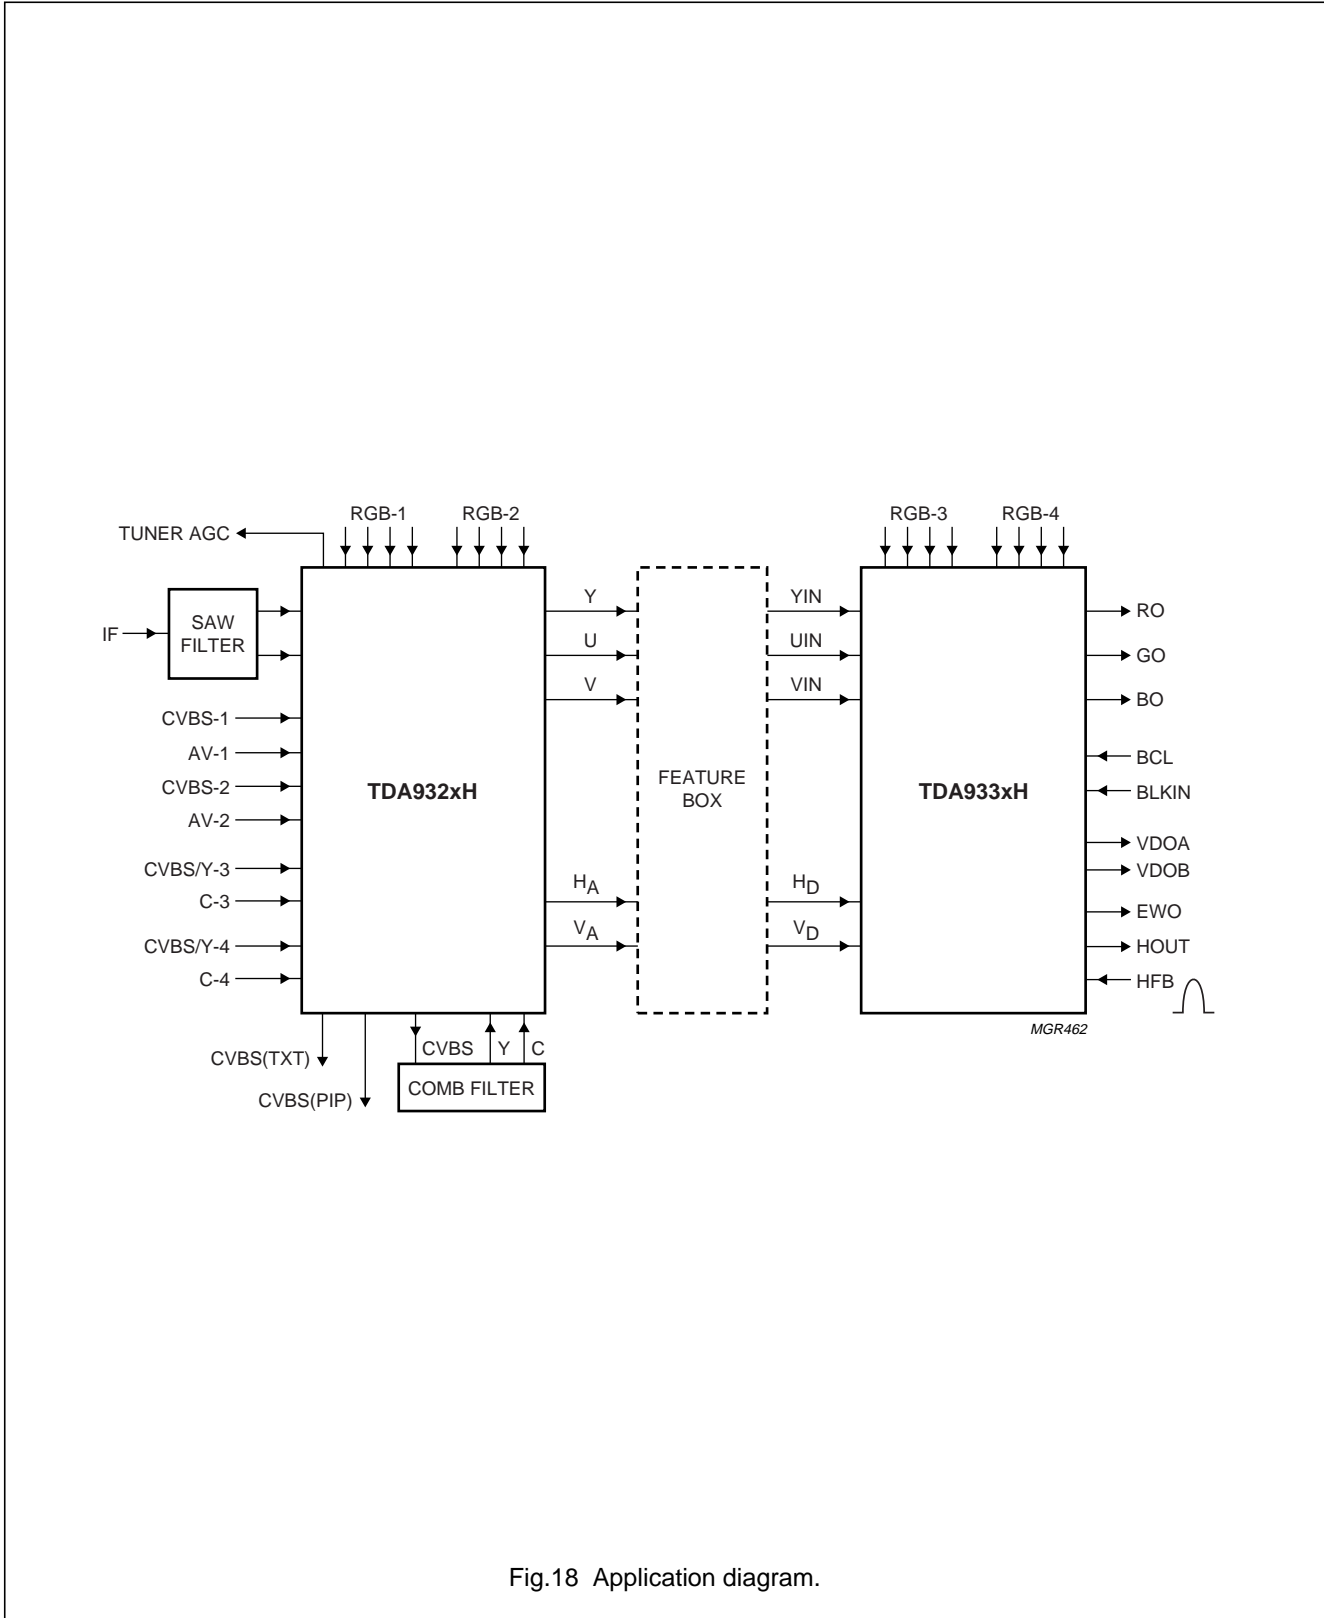 RGB-1 RGB-2 RGB-3 RGB-4
TUNER AGC
IF
SAW
FILTER
CVBS-1
AV-1
CVBS-2
AV-2
CVBS/Y-3
C-3
CVBS/Y-4
C-4
TDA932xH
CVBS(TXT)
CVBS(PIP)
CVBS Y C
COMB FILTER
Y
U
V
HA
VA
FEATURE
BOX
YIN
UIN
VIN
HD
VD
TDA933xH
RO
GO
BO
BCL
BLKIN
VDOA
VDOB
EWO
HOUT
HFB
MGR462
Fig.18 Application diagram.